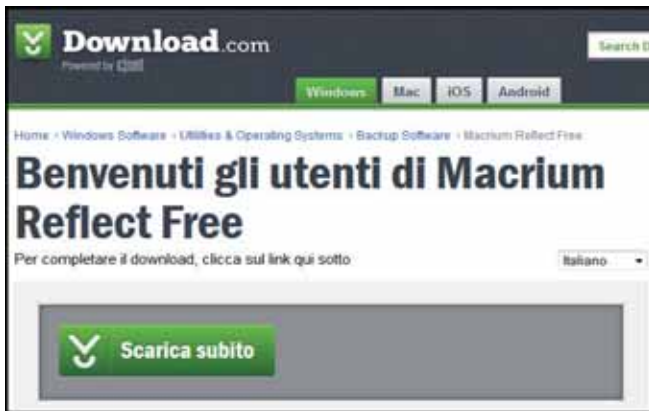 Download.com
Powered by
Search D
Windows Mac iOS Android
Home › Windows Software › Utilities & Operating Systems › Backup Software › Macrium Reflect Free
Benvenuti gli utenti di Macrium
Reflect Free
Per completare il download, clicca sul link qui sotto
Italiano
Scarica subito